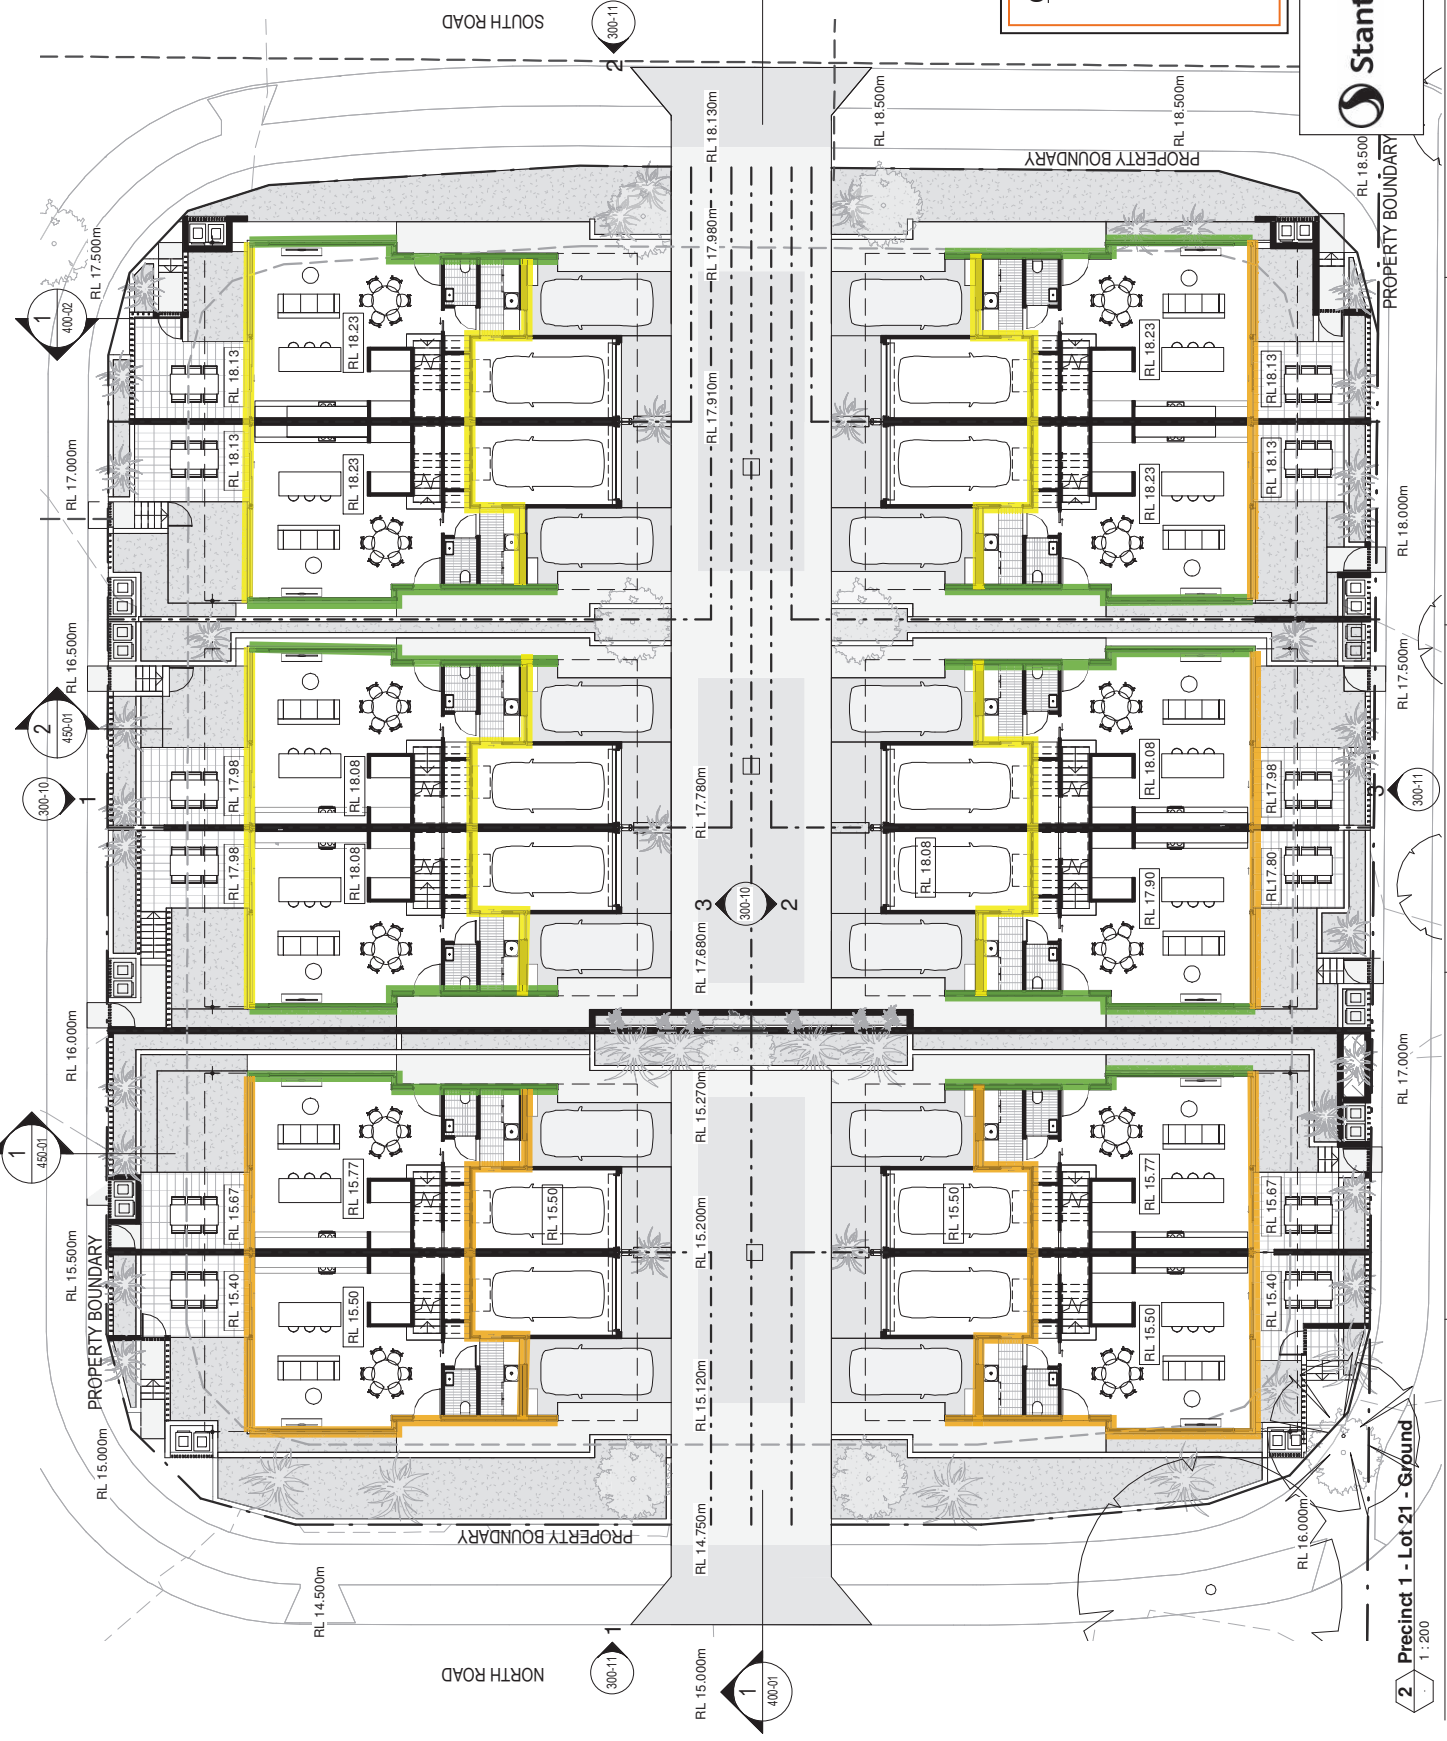 SOUTH ROAD
300-11
2
Stant
RL 18.130m
RL 18.500m
RL 18.500m
RL 18.500
PROPERTY BOUNDARY
PROPERTY BOUNDARY
RL 17.500m
1
400-02
RL 17.980m
RL 18.23
RL 18.13
RL 18.23
RL 18.13
RL 17.910m
RL 17.000m
RL 18.13
RL 18.23
RL 18.23
RL 18.13
RL 18.000m
RL 16.500m
2
450-01
RL 17.500m
300-10
1
RL 17.98
RL 18.08
RL 17.780m
RL 18.08
RL 17.98
3
300-11
RL 17.98
RL 18.08
RL 18.08
RL 17.90
RL17.80
3
300-10
2
RL 17.680m
RL 16.000m
RL 17.000m
1
450-01
RL 15.270m
RL 15.67
RL 15.77
RL 15.50
RL 15.200m
RL 15.50
RL 15.77
RL 15.67
RL 15.500m
PROPERTY BOUNDARY
RL 15.40
RL 15.50
RL 15.50
RL 15.40
RL 15.120m
RL 15.000m
PROPERTY BOUNDARY
RL 14.750m
RL 16.000m
RL 14.500m
NORTH ROAD
1
300-11
RL 15.000m
1
400-01
2
Precinct 1 - Lot 21 - Ground
1 : 200